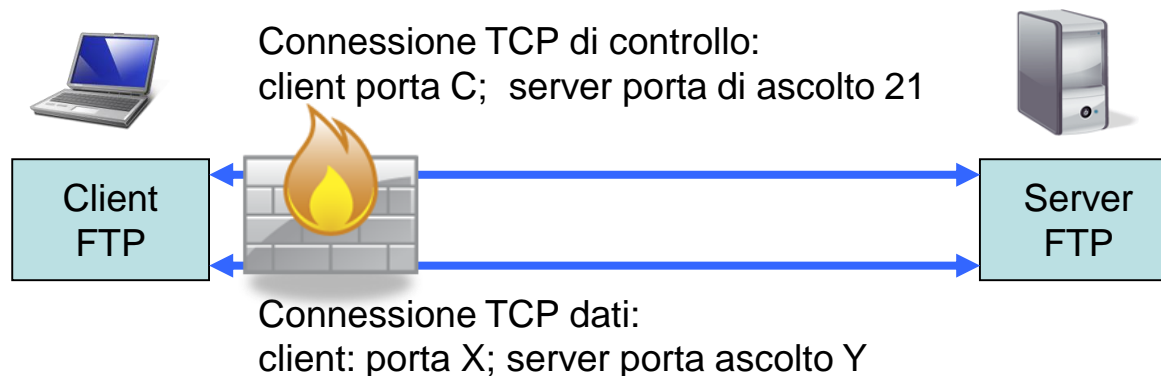 Connessione TCP di controllo:
client porta C; server porta di ascolto 21
Client
FTP
Server
FTP
Connessione TCP dati:
client: porta X; server porta ascolto Y